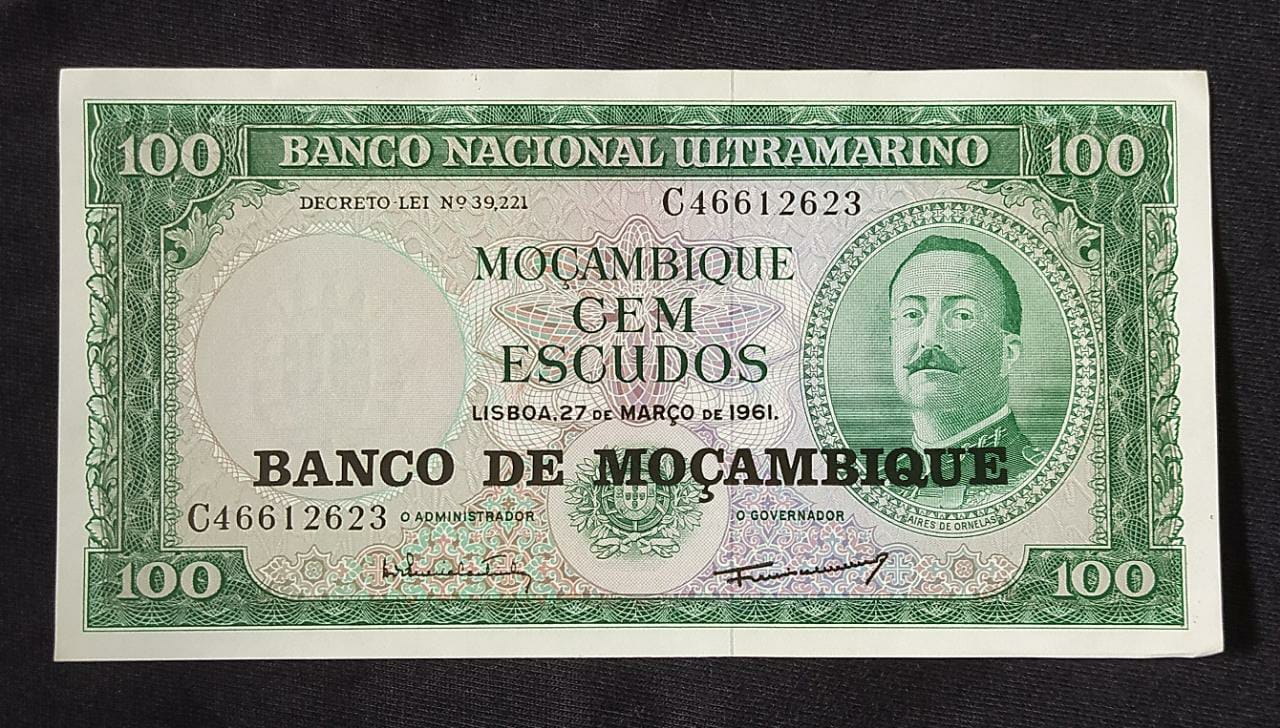 100 BANCO NACIONAL ULTRAMARINO 100
DECRETO-LEI Nº 39,221 C46612623
MOÇAMBIQUE
CEM
ESCUDOS
LISBOA, 27 DE MARÇO DE 1961.
BANCO DE MOÇAMBIQUE
C46612623 O ADMINISTRADOR O GOVERNADOR AIRES DE ORNELAS
100 100